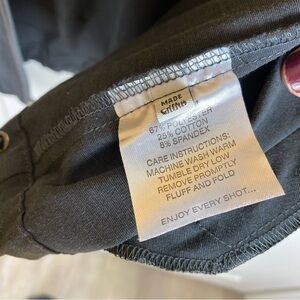 MADE
67% POLYESTER
25% COTTON
8% SPANDEX
CARE INSTRUCTIONS:
MACHINE WASH WARM
TUMBLE DRY LOW
REMOVE PROMPTLY
FLUFF AND FOLD
ENJOY EVERY SHOT...